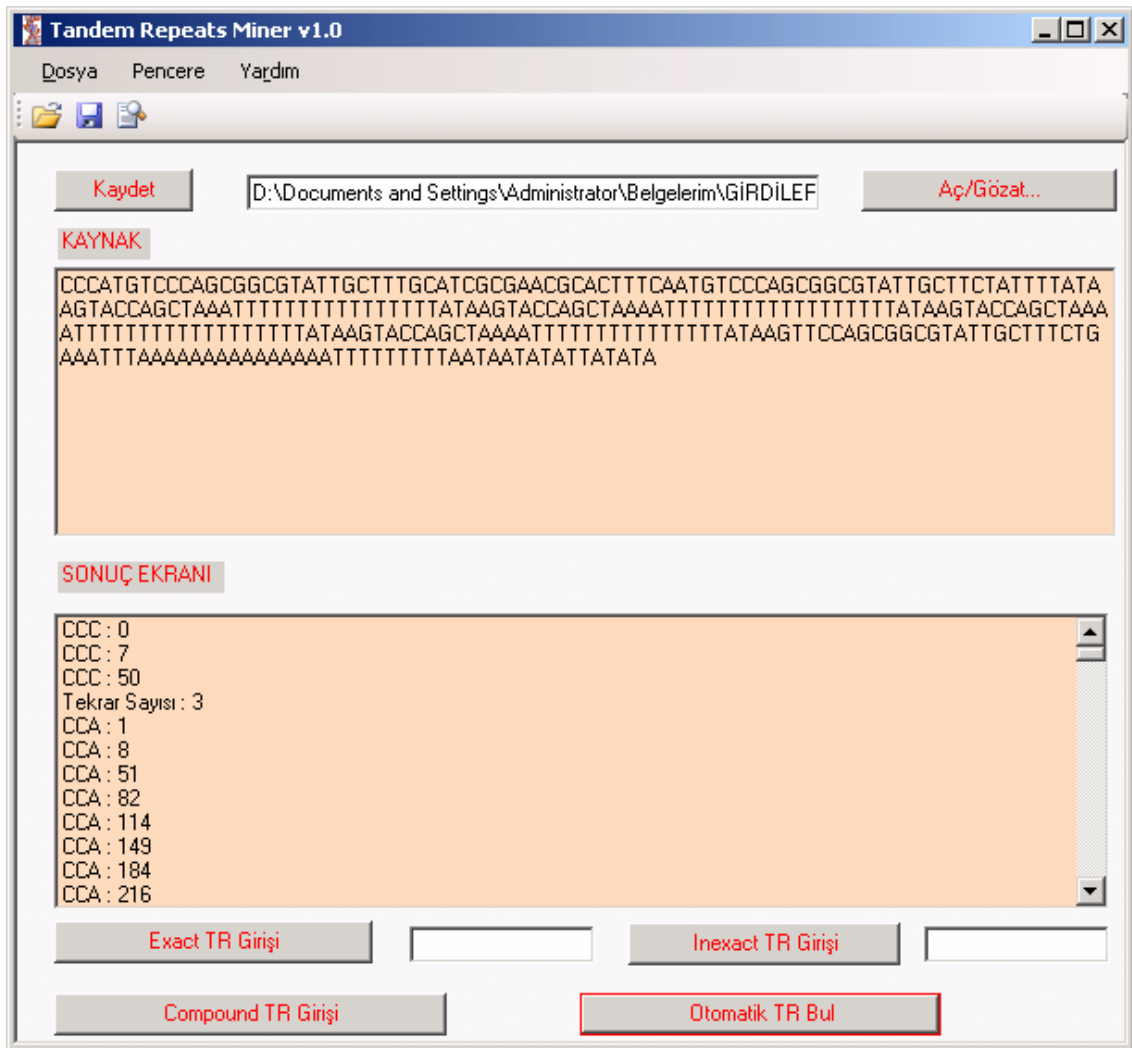 Tandem Repeats Miner v1.0
Dosya Pencere Yardım
Kaydet D:\Documents and Settings\Administrator\Belgelerim\GİRDİLEF Aç/Gözat...
KAYNAK
CCCATGTCCCAGCGGCGTATTGCTTTGCATCGCGAACGCACTTTCAATGTCCCAGCGGCGTATTGCTTCTATTTTATA
AGTACCAGCTAAATTTTTTTTTTTTTTTTATAAGTACCAGCTAAAATTTTTTTTTTTTTTTTTTATAAGTACCAGCTAAA
ATTTTTTTTTTTTTTTTTTATAAGTACCAGCTAAAATTTTTTTTTTTTTTTATAAGTTCCAGCGGCGTATTGCTTTCTG
AAATTTAAAAAAAAAAAAAAATTTTTTTTTAATAATATATTATATA
SONUÇ EKRANI
CCC : 0
CCC : 7
CCC : 50
Tekrar Sayısı : 3
CCA : 1
CCA : 8
CCA : 51
CCA : 82
CCA : 114
CCA : 149
CCA : 184
CCA : 216
Exact TR Girişi Inexact TR Girişi
Compound TR Girişi Otomatik TR Bul